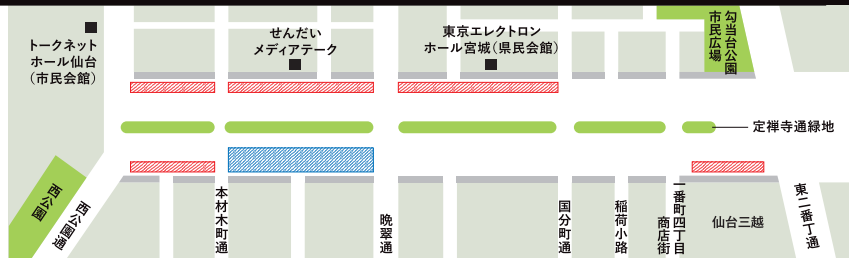 トークネット
ホール仙台
（市民会館）
せんだい
メディアテーク
東京エレクトロン
ホール宮城（県民会館）
勾当台公園
市民広場
定禅寺通緑地
西公園
西公園通
本材木町通
晩翠通
国分町通
稲荷小路
一番町四丁目
商店街
仙台三越
東二番丁通